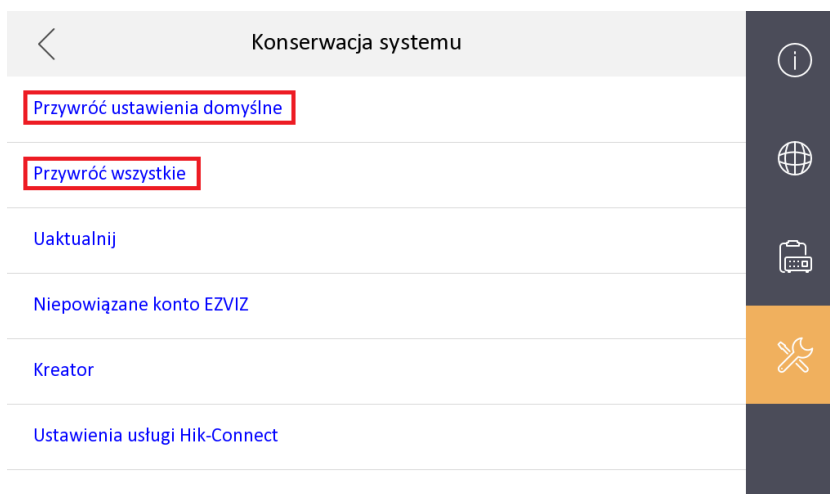 Konserwacja systemu
Przywróć ustawienia domyślne
Przywróć wszystkie
Uaktualnij
Niepowiązane konto EZVIZ
Kreator
Ustawienia usługi Hik-Connect